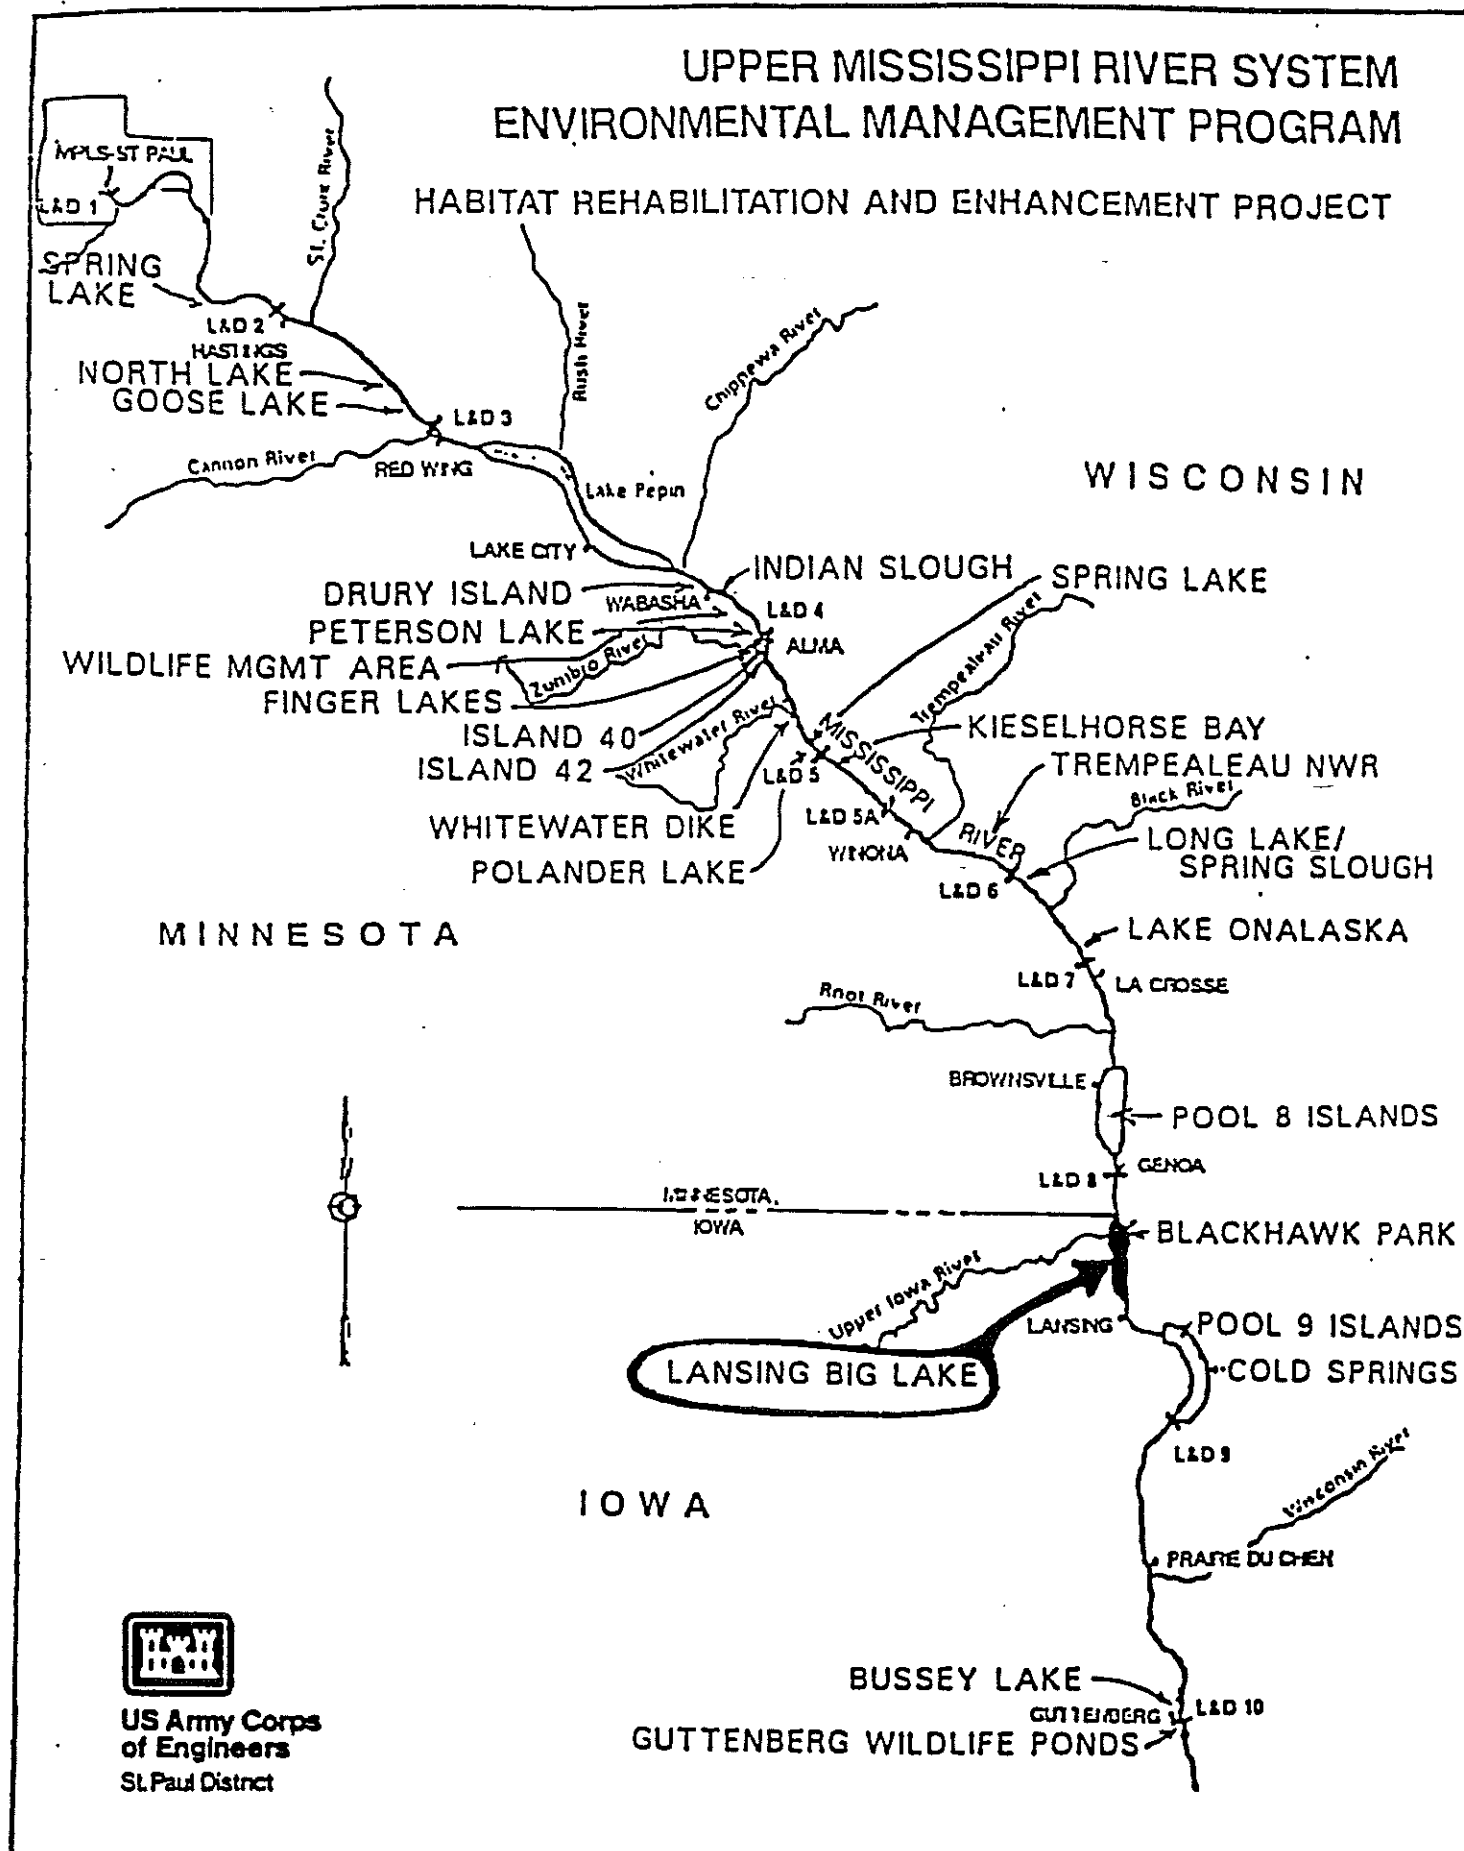 UPPER MISSISSIPPI RIVER SYSTEM
ENVIRONMENTAL MANAGEMENT PROGRAM
HABITAT REHABILITATION AND ENHANCEMENT PROJECT
MPLS-ST PAUL
L&D 1
St. Croix River
SPRING
LAKE
L&D 2
HASTINGS
NORTH LAKE
GOOSE LAKE
L&D 3
Rush River
Chippewa River
Cannon River
RED WING
Lake Pepin
WISCONSIN
LAKE CITY
INDIAN SLOUGH
SPRING LAKE
DRURY ISLAND
WABASHA
L&D 4
PETERSON LAKE
ALMA
Trempealeau River
WILDLIFE MGMT AREA
Zumbro River
FINGER LAKES
ISLAND 40
Whitewater River
MISSISSIPPI
KIESELHORSE BAY
ISLAND 42
L&D 5
TREMPEALEAU NWR
Black River
WHITEWATER DIKE
L&D 5A
RIVER
LONG LAKE/
SPRING SLOUGH
WINONA
POLANDER LAKE
L&D 6
MINNESOTA
LAKE ONALASKA
L&D 7
LA CROSSE
Root River
BROWNSVILLE
POOL 8 ISLANDS
GENOA
L&D 8
MINNESOTA
IOWA
BLACKHAWK PARK
Upper Iowa River
LANSING
POOL 9 ISLANDS
LANSING BIG LAKE
COLD SPRINGS
L&D 9
Wisconsin River
IOWA
PRAIRIE DU CHIEN
BUSSEY LAKE
GUTTENBERG
L&D 10
GUTTENBERG WILDLIFE PONDS
US Army Corps
of Engineers
St. Paul District